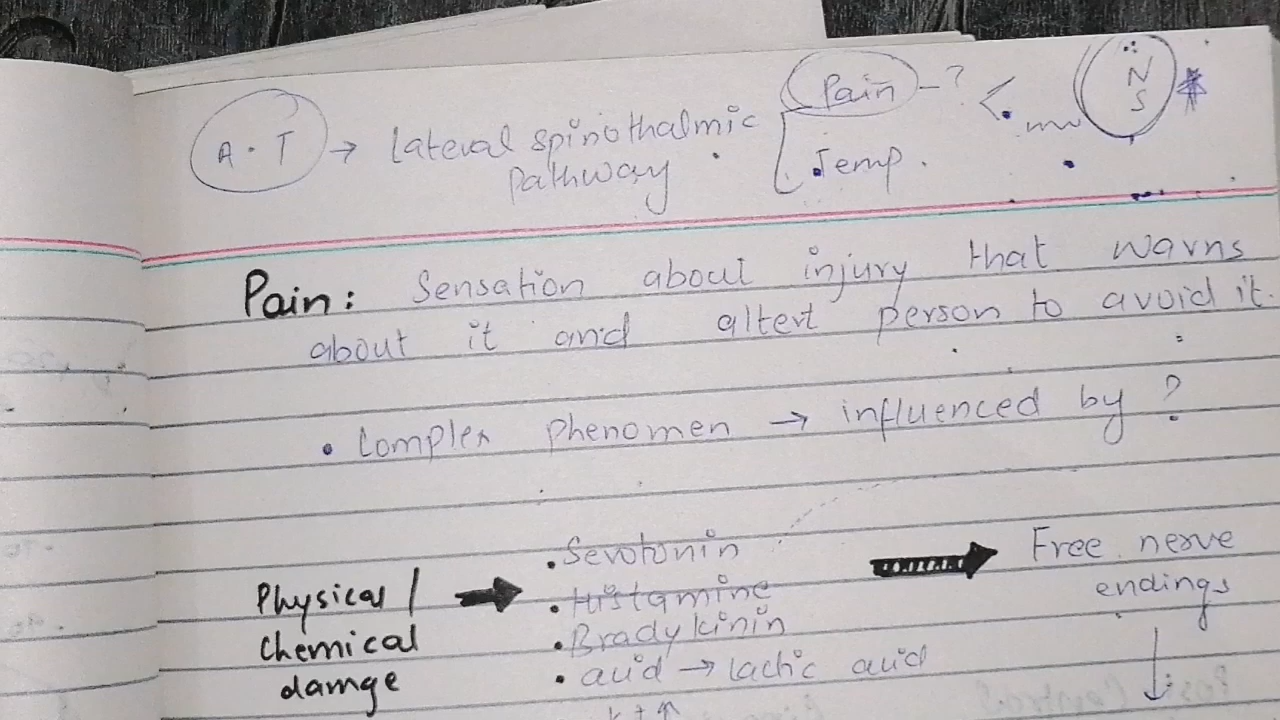 A.T → Lateral spinothalmic pathway
Pain - ?
Temp.
N
S
Pain: Sensation about injury that warns
about it and altert person to avoid it.
• Complex Phenomen → influenced by ?
Physical /
chemical
damge
• Serotonin
• Histamine
• Bradykinin
• acid → lactic acid
K+ ↑
Free nerve
endings